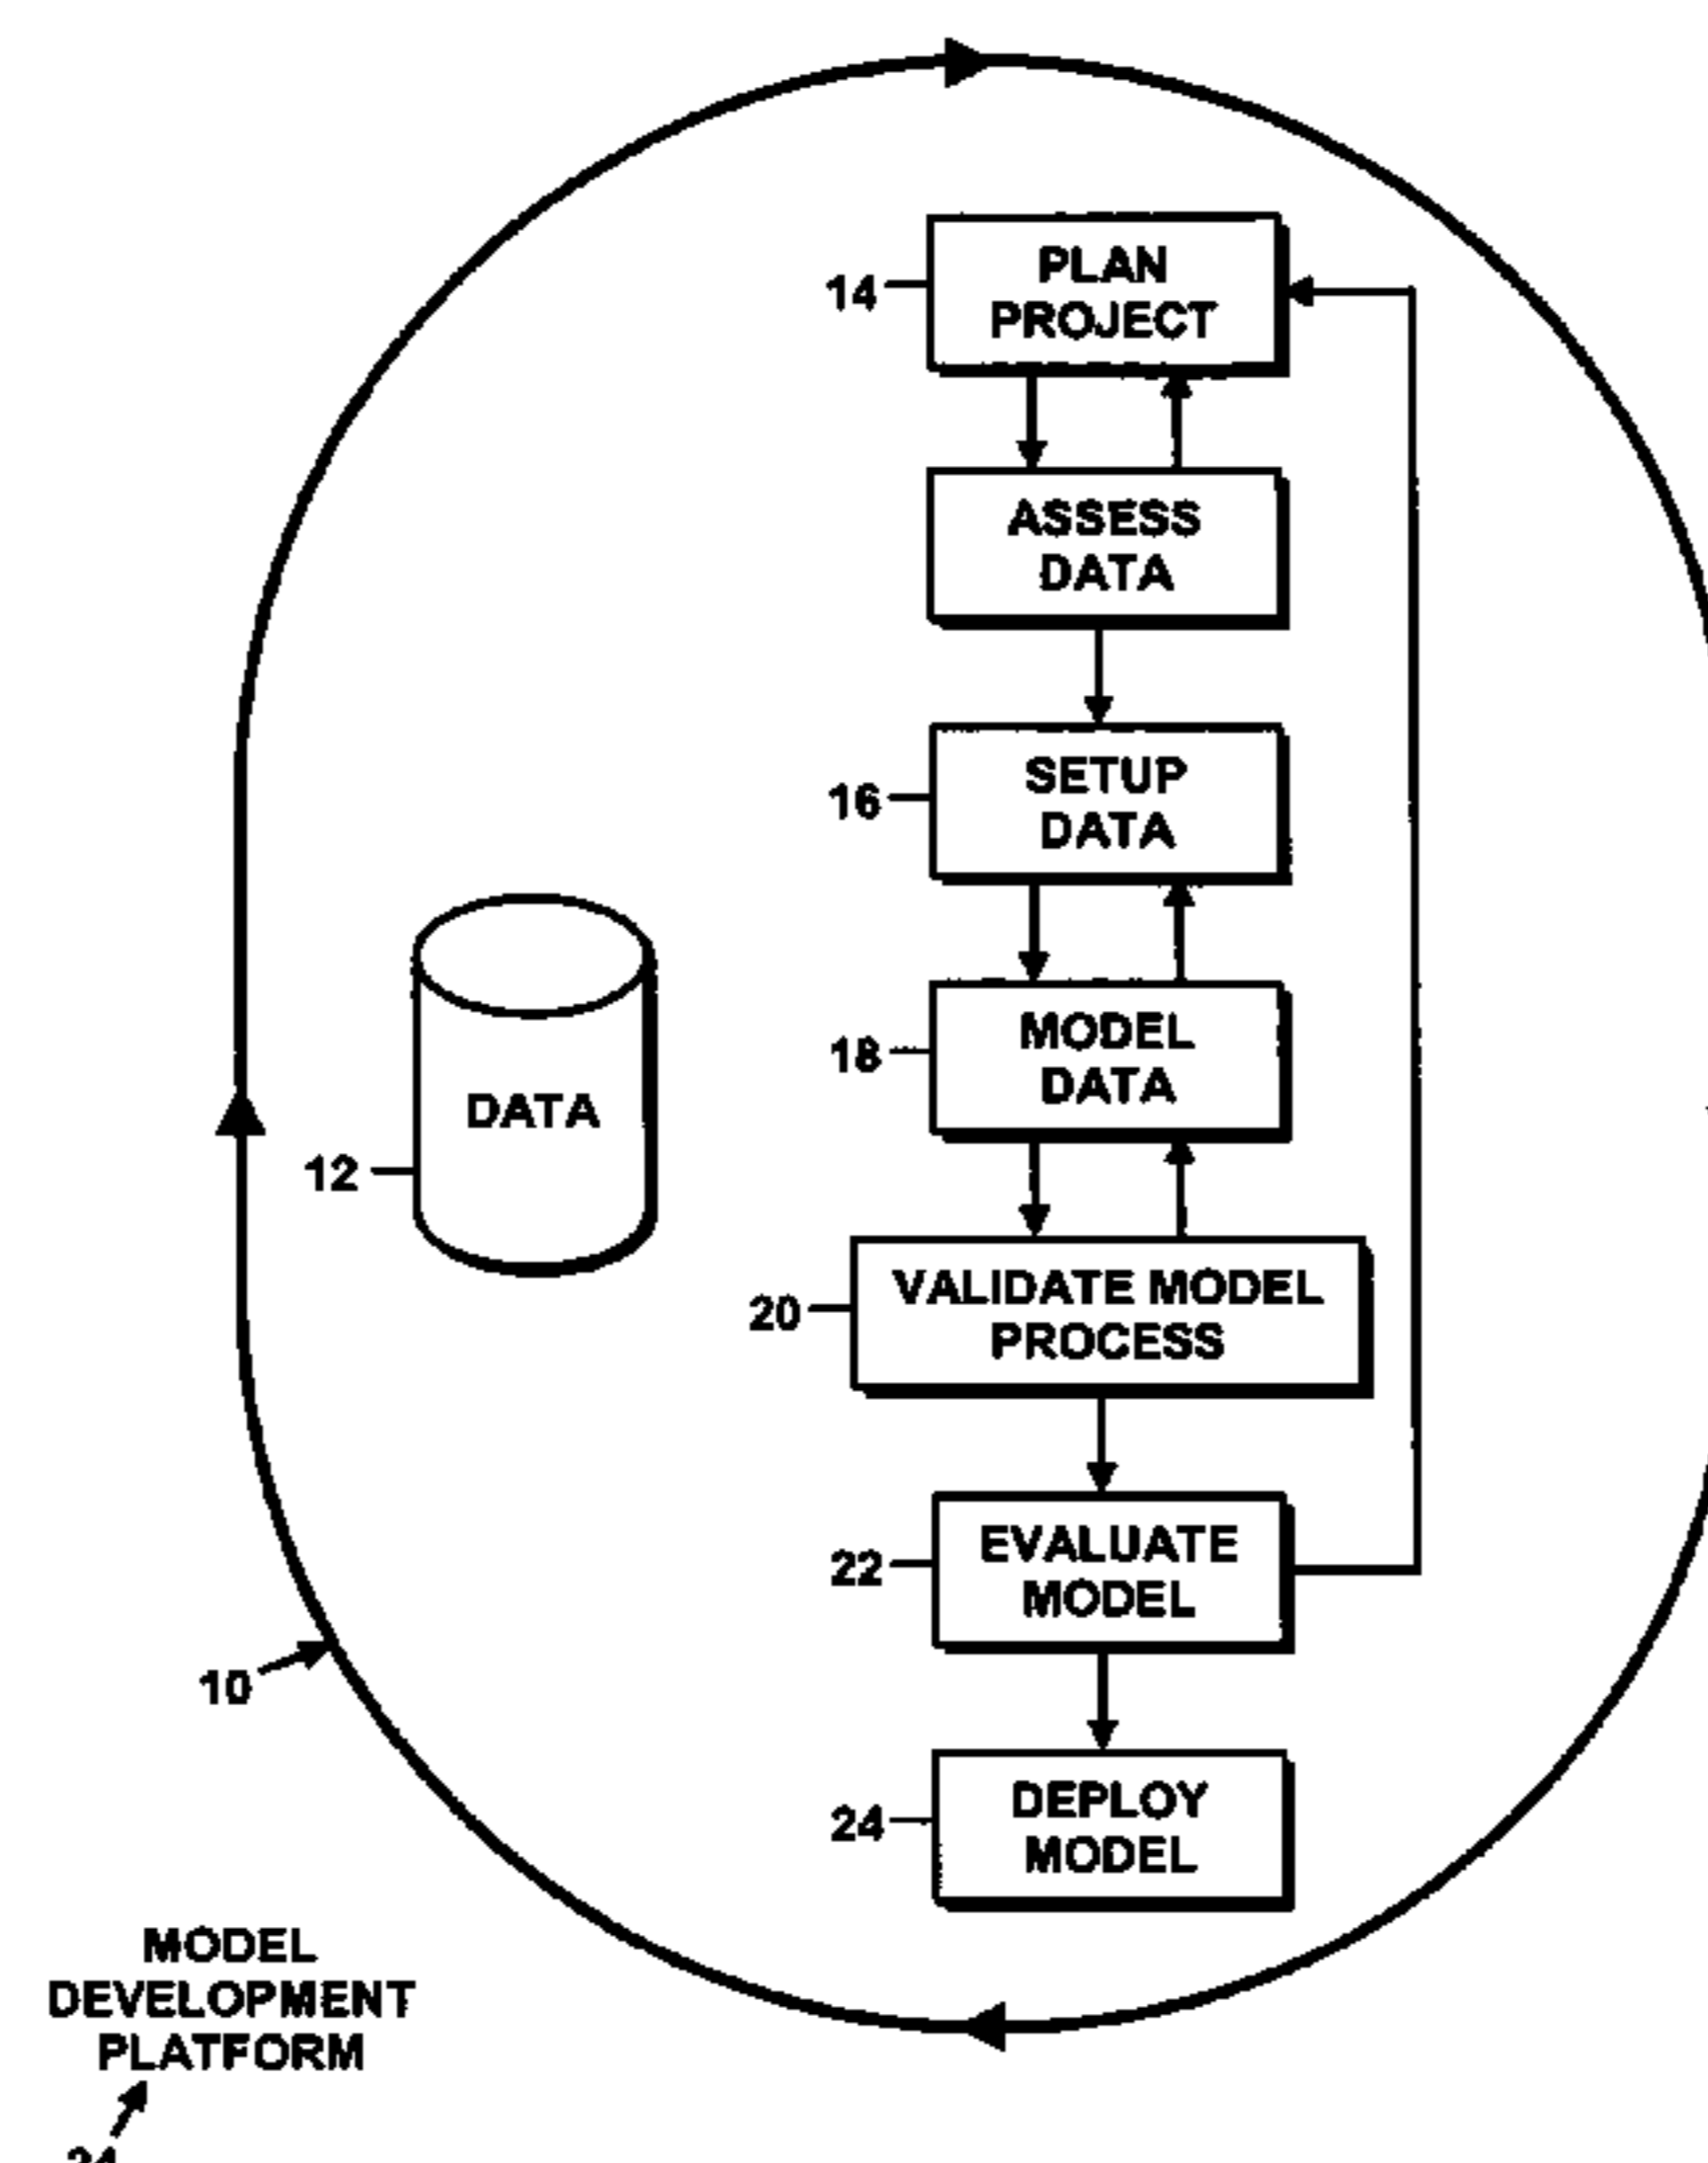 PLAN
14
PROJECT
ASSESS
DATA
SETUP
16
DATA
MODEL
18
DATA
DATA
12
VALIDATE MODEL
20
PROCESS
EVALUATE
22
MODEL
10
DEPLOY
24
MODEL
MODEL
DEVELOPMENT
PLATFORM